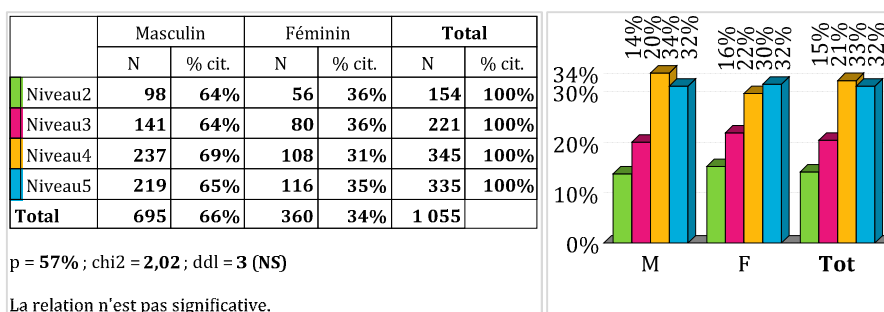 Masculin Féminin Total
N % cit. N % cit. N % cit.
Niveau2 98 64% 56 36% 154 100%
Niveau3 141 64% 80 36% 221 100%
Niveau4 237 69% 108 31% 345 100%
Niveau5 219 65% 116 35% 335 100%
Total 695 66% 360 34% 1 055
p = 57% ; chi2 = 2,02 ; ddl = 3 (NS)
La relation n'est pas significative.
14% 20% 34% 32% 16% 22% 30% 32% 15% 21% 33% 32%
34%
30%
20%
10%
0%
M F Tot